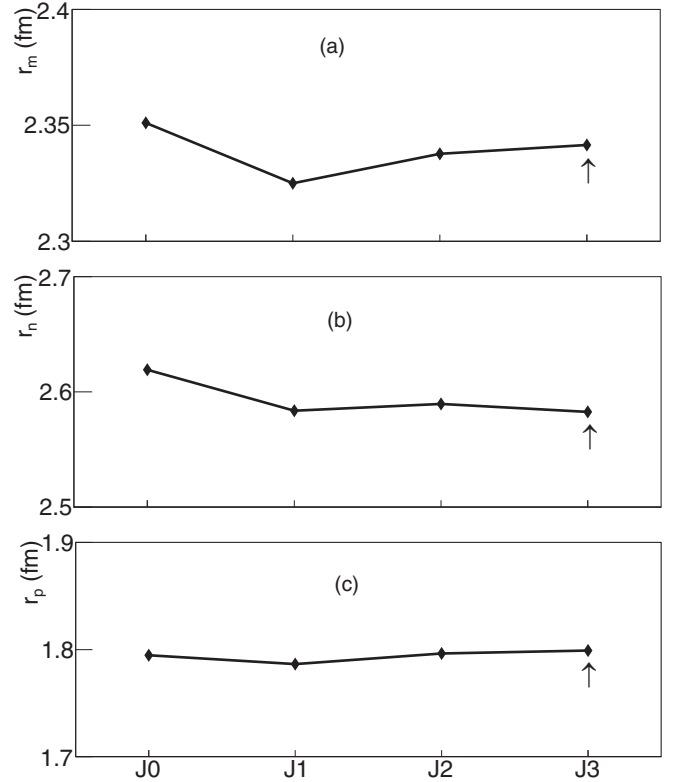 2.4
r_m (fm)
(a)
2.35
2.3
2.7
r_n (fm)
(b)
2.6
2.5
1.9
r_p (fm)
(c)
1.8
1.7
J0 J1 J2 J3